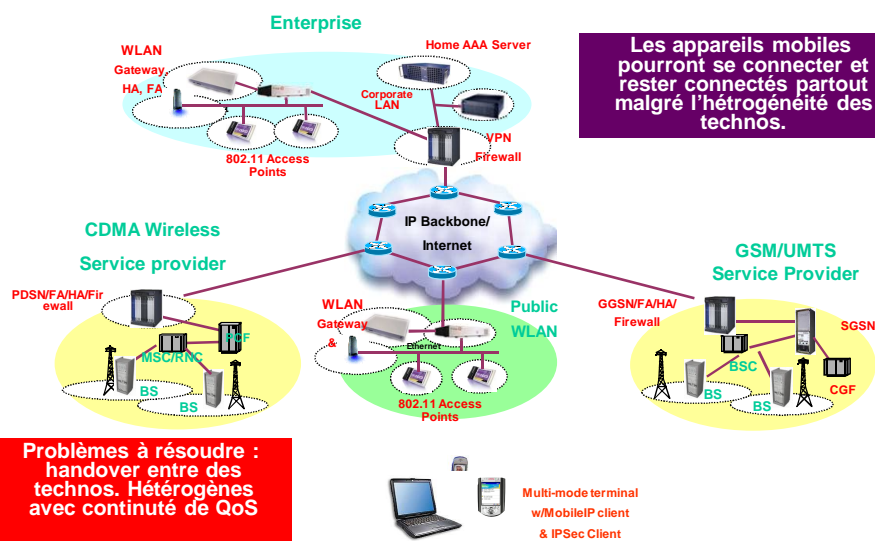 Enterprise
WLAN
Gateway,
HA, FA
Home AAA Server
Corporate
LAN
VPN
Firewall
802.11 Access
Points
Les appareils mobiles
pourront se connecter et
rester connectés partout
malgré l'hétrogénéité des
technos.
IP Backbone/
Internet
CDMA Wireless
Service provider
PDSN/FA/HA/Fir
ewall
PCF
MSC/RNC
BS
BS
WLAN
Gateway
&
Public
WLAN
Ethernet
802.11 Access
Points
GSM/UMTS
Service Provider
GGSN/FA/HA/
Firewall
SGSN
BSC
CGF
BS
BS
Problèmes à résoudre :
handover entre des
technos. Hétérogènes
avec continuté de QoS
Multi-mode terminal
w/MobileIP client
& IPSec Client